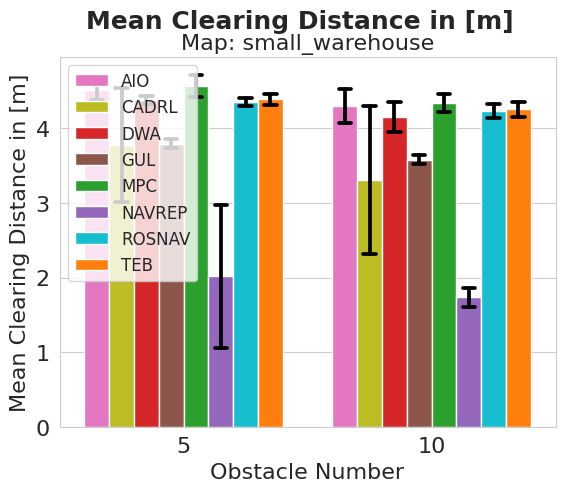 Mean Clearing Distance in [m]
Map: small_warehouse
Mean Clearing Distance in [m]
4
3
2
1
0
AIO
CADRL
DWA
GUL
MPC
NAVREP
ROSNAV
TEB
5
10
Obstacle Number